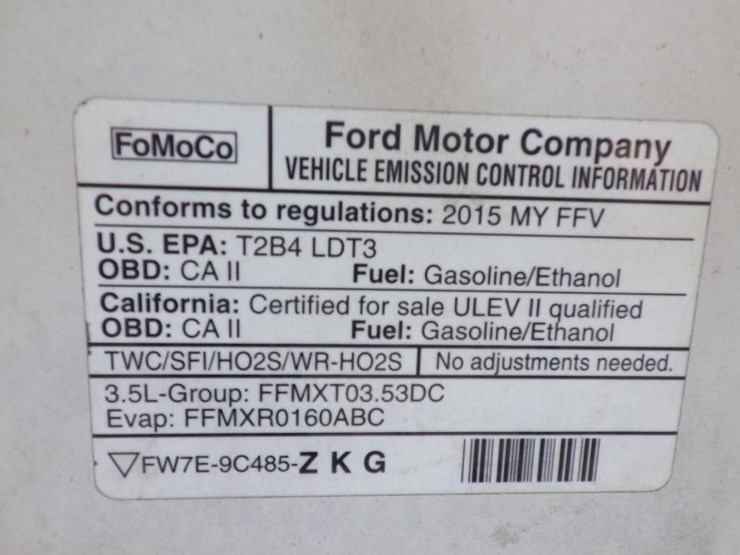 FoMoCo
Ford Motor Company
VEHICLE EMISSION CONTROL INFORMATION
Conforms to regulations: 2015 MY FFV
U.S. EPA: T2B4 LDT3
OBD: CA II Fuel: Gasoline/Ethanol
California: Certified for sale ULEV II qualified
OBD: CA II Fuel: Gasoline/Ethanol
TWC/SFI/HO2S/WR-HO2S No adjustments needed.
3.5L-Group: FFMXT03.53DC
Evap: FFMXR0160ABC
FW7E-9C485-Z K G